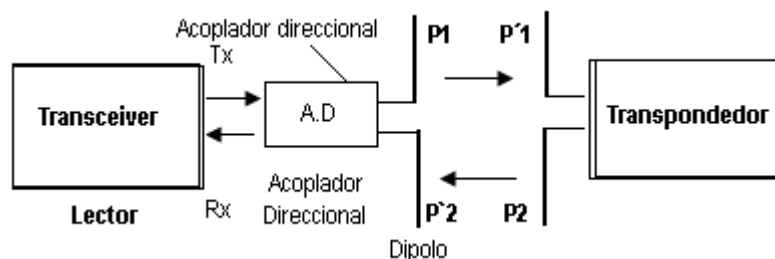 Acoplador direccional
Tx
P1
P´1
Transceiver
A.D
Transpondedor
Lector
Rx
Acoplador
Direccional
P`2
P2
Dipolo